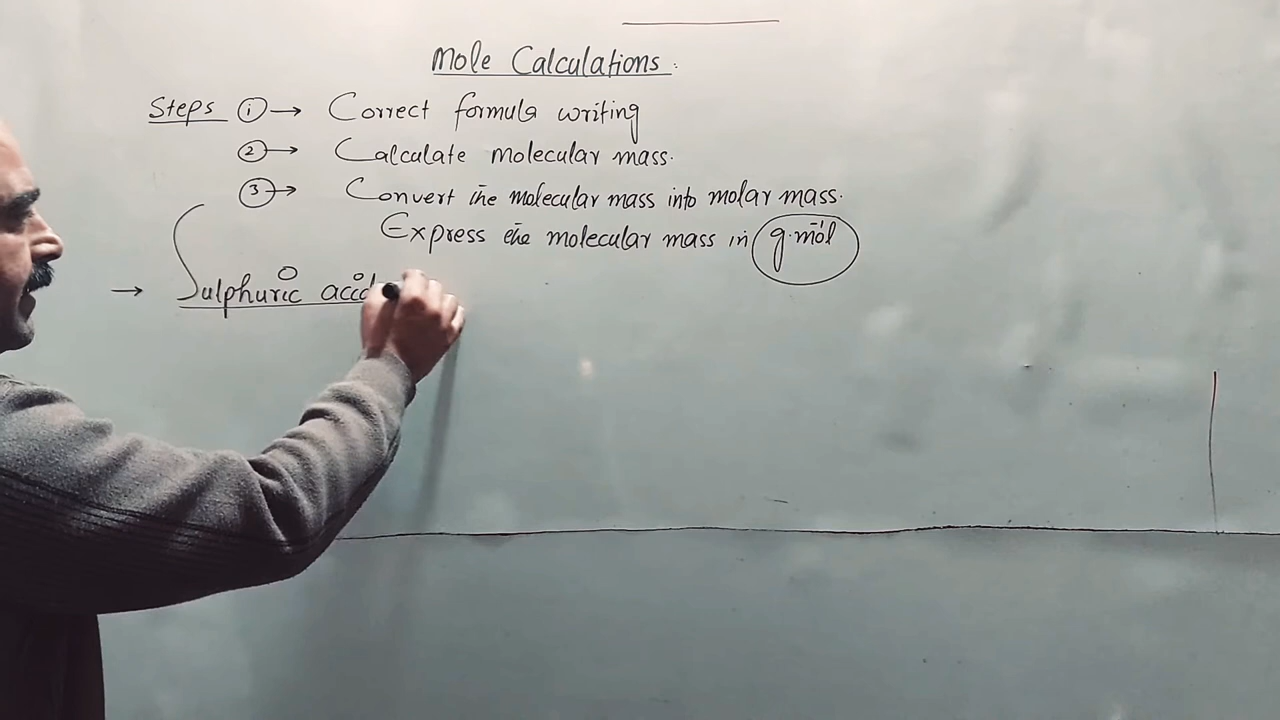 Mole Calculations.
Steps ① → Correct formula writing
② → Calculate molecular mass.
③ → Convert the molecular mass into molar mass.
Express the molecular mass in g.mol⁻¹
→ Sulphuric acid